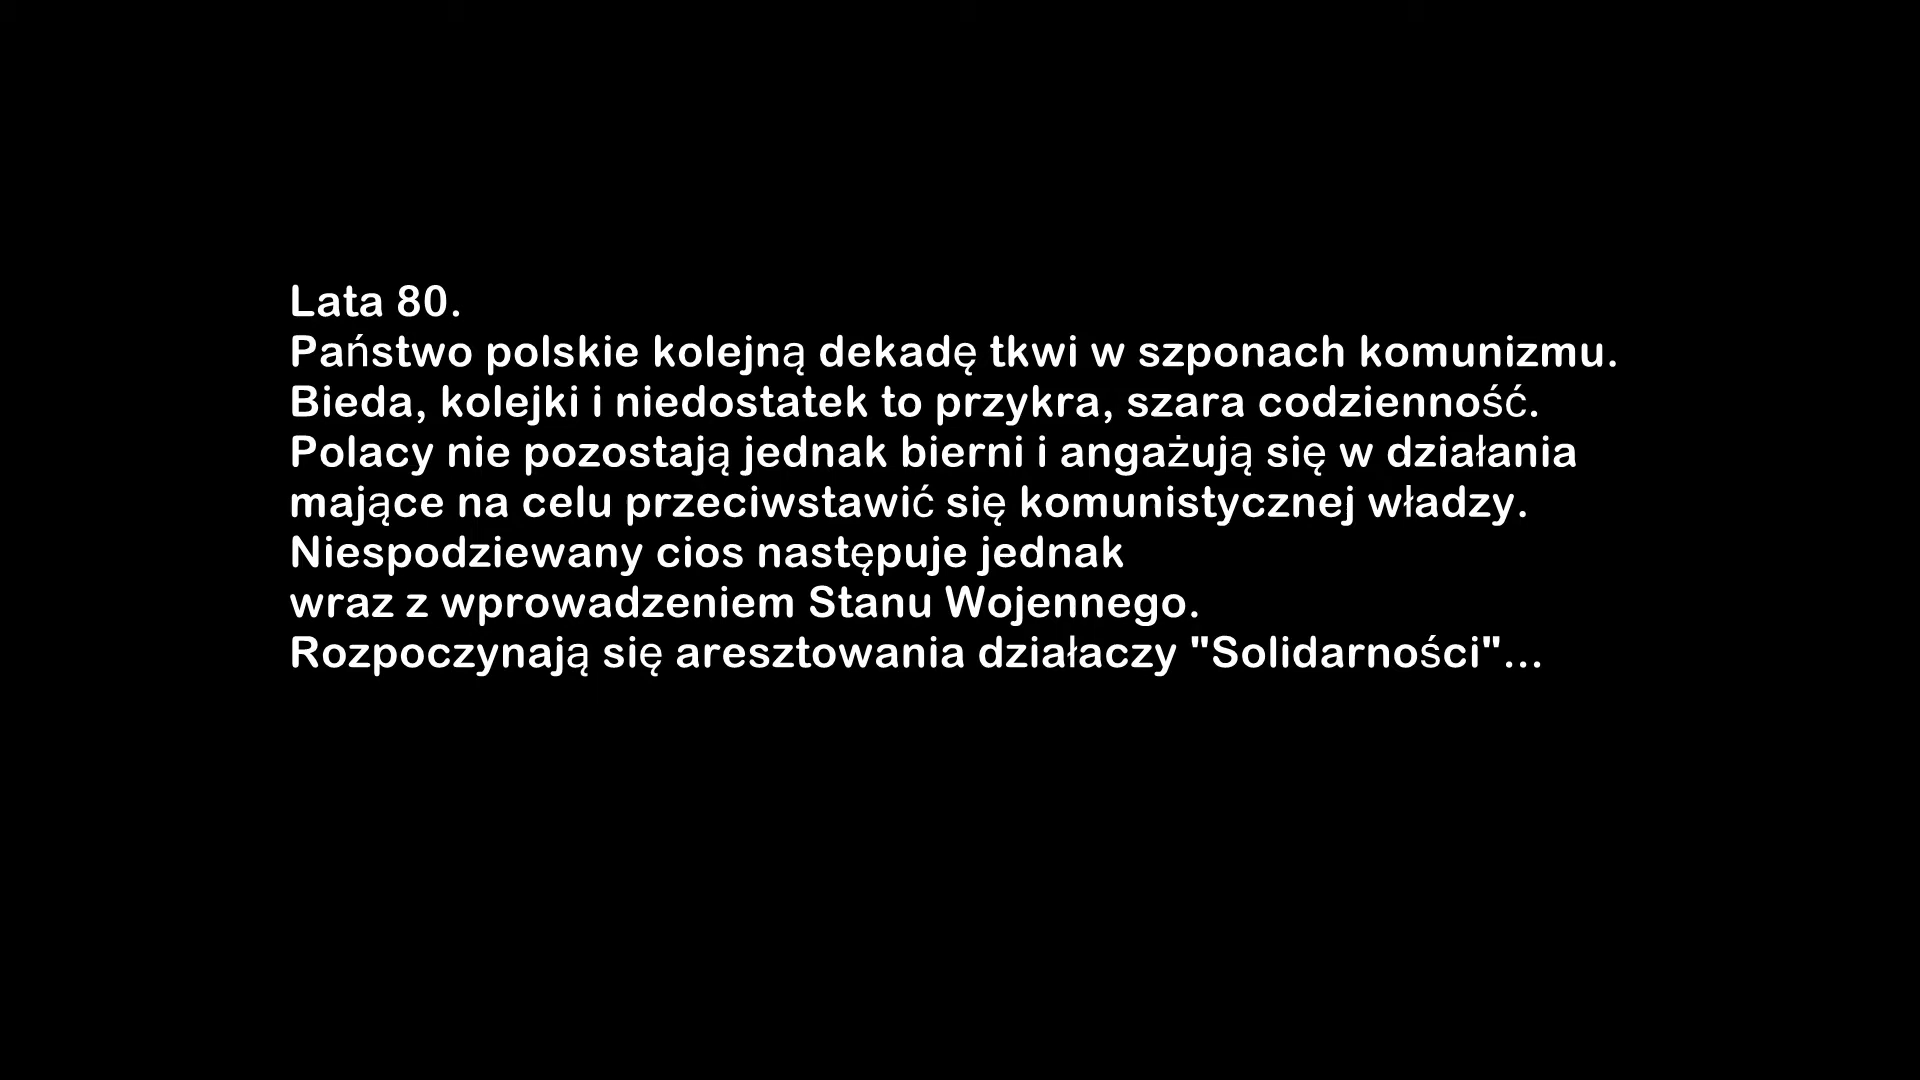 Lata 80.
Państwo polskie kolejną dekadę tkwi w szponach komunizmu.
Bieda, kolejki i niedostatek to przykra, szara codzienność.
Polacy nie pozostają jednak bierni i angażują się w działania
mające na celu przeciwstawić się komunistycznej władzy.
Niespodziewany cios następuje jednak
wraz z wprowadzeniem Stanu Wojennego.
Rozpoczynają się aresztowania działaczy "Solidarności"...